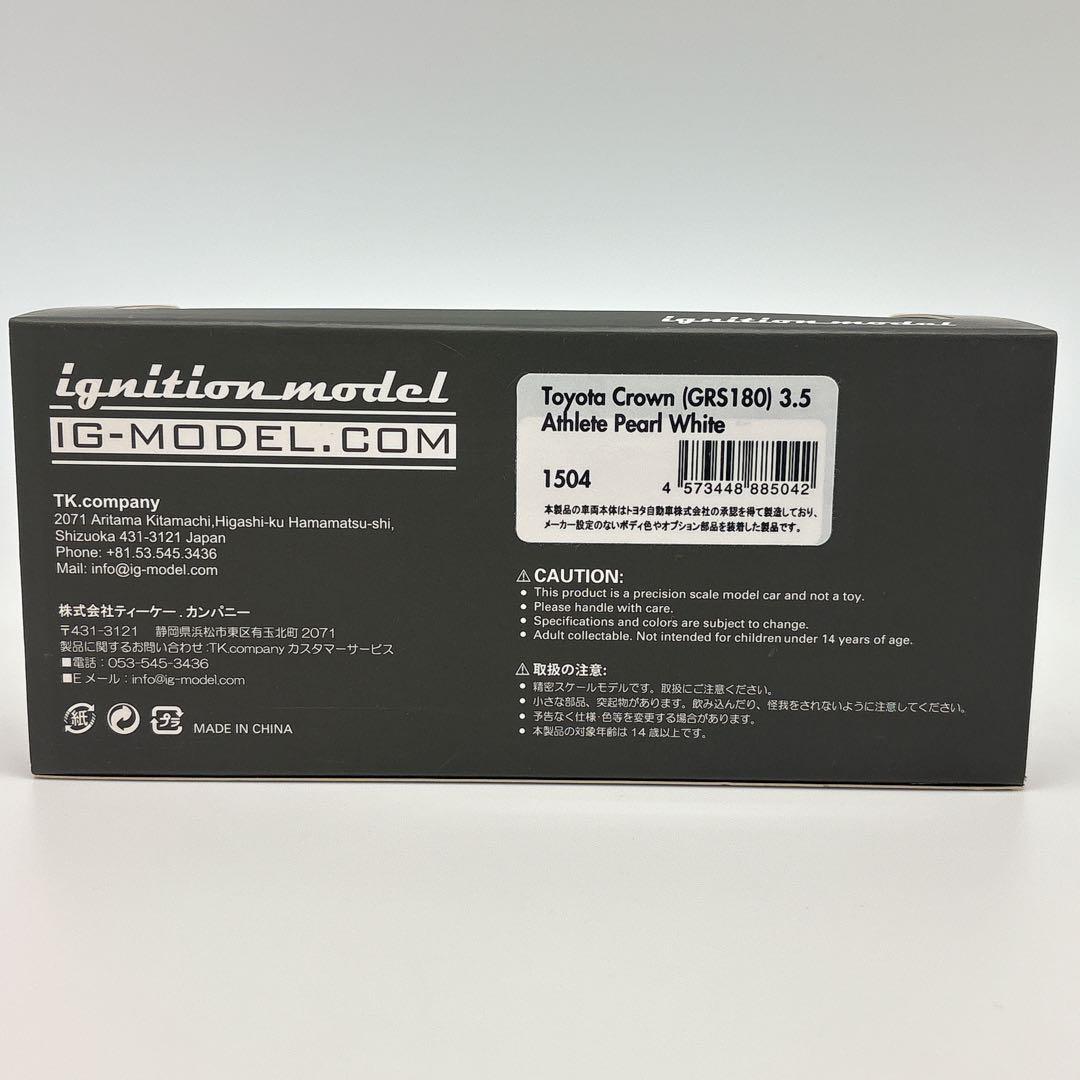 ignition model
ignition model
IG-MODEL.COM
TK.company
2071 Aritama Kitamachi,Higashi-ku Hamamatsu-shi,
Shizuoka 431-3121 Japan
Phone: +81.53.545.3436
Mail: info@ig-model.com
株式会社ティーケー．カンパニー
〒431-3121 静岡県浜松市東区有玉北町 2071
製品に関するお問い合わせ:TK.company カスタマーサービス
■電話：053-545-3436
■E メール：info@ig-model.com
紙 プラ MADE IN CHINA
Toyota Crown (GRS180) 3.5
Athlete Pearl White
1504
4 573448 885042
本製品の車両本体はトヨタ自動車株式会社の承認を得て製造しており、
メーカー設定のないボディ色やオプション部品を装着した製品です。
⚠ CAUTION:
● This product is a precision scale model car and not a toy.
● Please handle with care.
● Specifications and colors are subject to change.
● Adult collectable. Not intended for children under 14 years of age.
⚠ 取扱の注意:
● 精密スケールモデルです。取扱にご注意ください。
● 小さな部品、突起物があります。飲み込んだり、怪我をされないように注意してください。
● 予告なく仕様・色等を変更する場合があります。
● 本製品の対象年齢は 14 歳以上です。